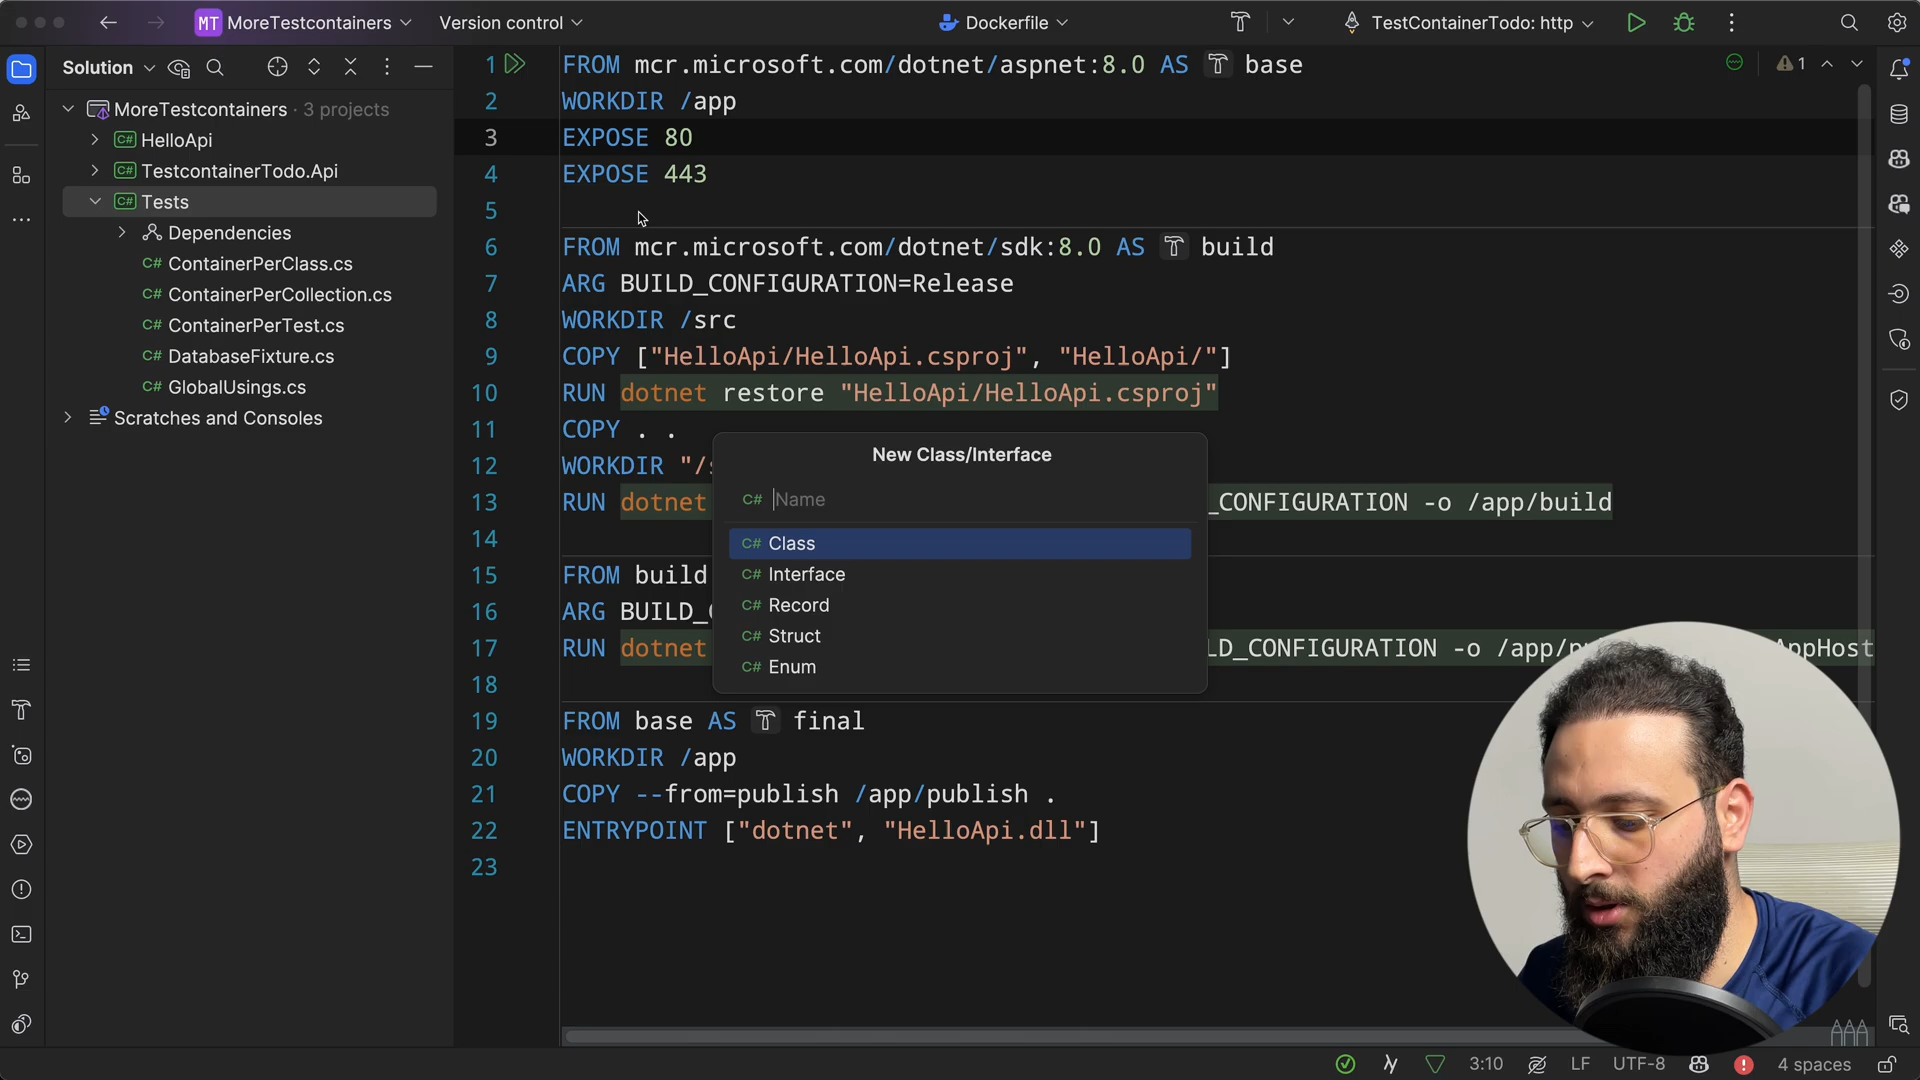 MT MoreTestcontainers
Version control
Dockerfile
TestContainerTodo: http
Solution
MoreTestcontainers · 3 projects
C# HelloApi
C# TestcontainerTodo.Api
C# Tests
Dependencies
C# ContainerPerClass.cs
C# ContainerPerCollection.cs
C# ContainerPerTest.cs
C# DatabaseFixture.cs
C# GlobalUsings.cs
Scratches and Consoles
1 FROM mcr.microsoft.com/dotnet/aspnet:8.0 AS base
1
2 WORKDIR /app
3 EXPOSE 80
4 EXPOSE 443
5
6 FROM mcr.microsoft.com/dotnet/sdk:8.0 AS build
7 ARG BUILD_CONFIGURATION=Release
8 WORKDIR /src
9 COPY ["HelloApi/HelloApi.csproj", "HelloApi/"]
10 RUN dotnet restore "HelloApi/HelloApi.csproj"
11 COPY . .
12 WORKDIR "/s
13 RUN dotnet _CONFIGURATION -o /app/build
14
15 FROM build
16 ARG BUILD_C
17 RUN dotnet LD_CONFIGURATION -o /app/p AppHost
18
19 FROM base AS final
20 WORKDIR /app
21 COPY --from=publish /app/publish .
22 ENTRYPOINT ["dotnet", "HelloApi.dll"]
23
New Class/Interface
C# Name
C# Class
C# Interface
C# Record
C# Struct
C# Enum
3:10
LF
UTF-8
4 spaces